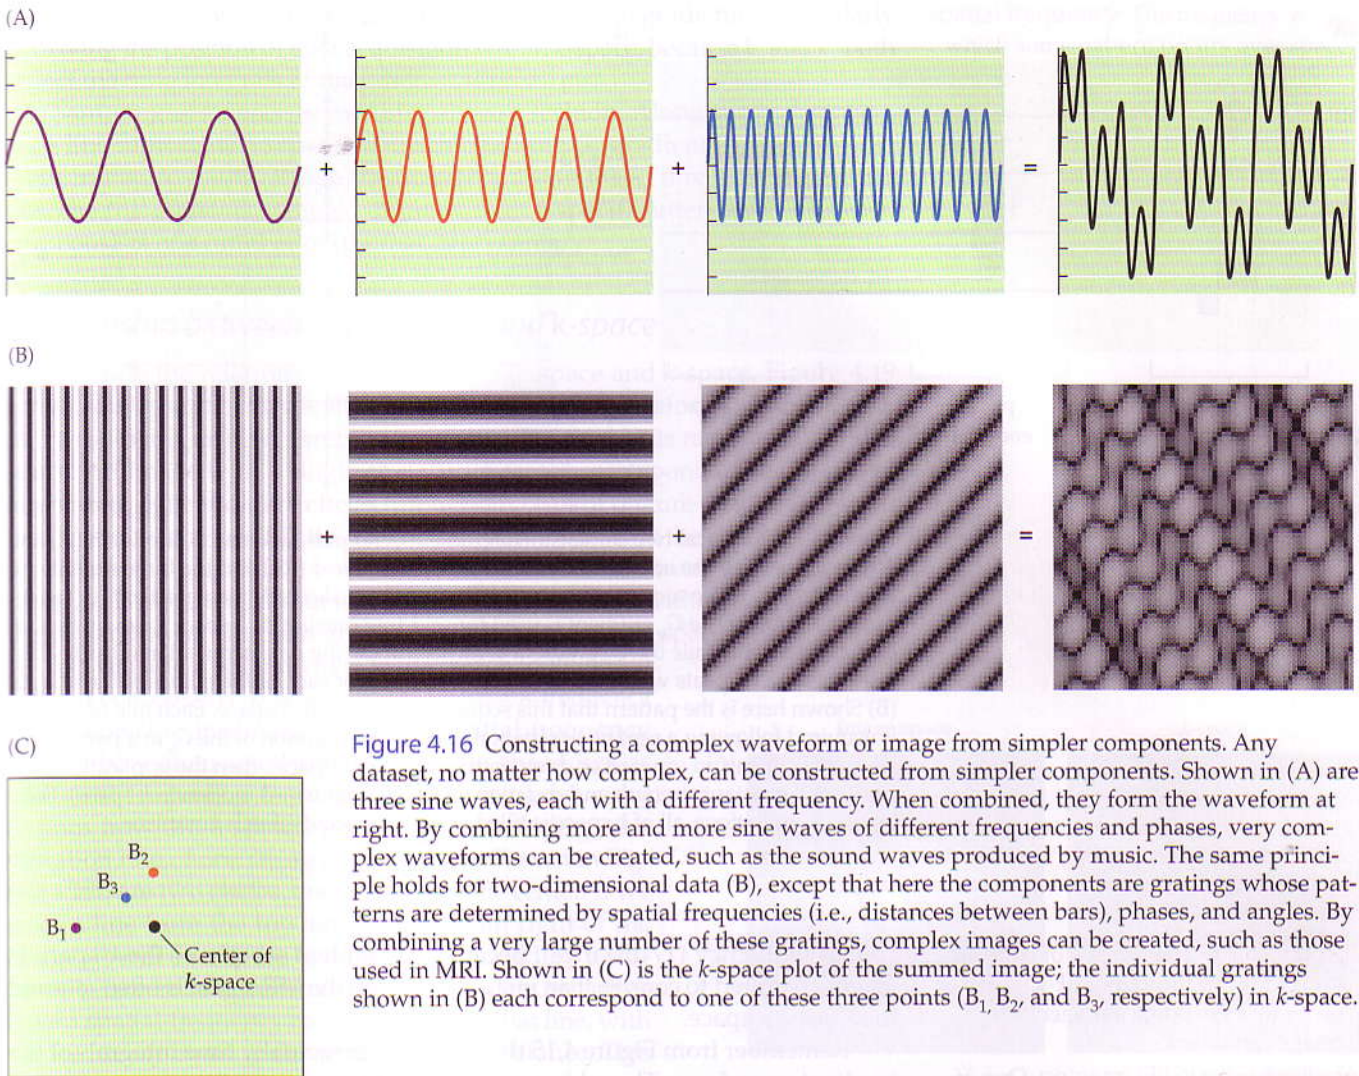 (A)
+
+
=
(B)
+
+
=
(C)
B₂
B₃
B₁
Center of
k-space
Figure 4.16 Constructing a complex waveform or image from simpler components. Any
dataset, no matter how complex, can be constructed from simpler components. Shown in (A) are
three sine waves, each with a different frequency. When combined, they form the waveform at
right. By combining more and more sine waves of different frequencies and phases, very com-
plex waveforms can be created, such as the sound waves produced by music. The same princi-
ple holds for two-dimensional data (B), except that here the components are gratings whose pat-
terns are determined by spatial frequencies (i.e., distances between bars), phases, and angles. By
combining a very large number of these gratings, complex images can be created, such as those
used in MRI. Shown in (C) is the k-space plot of the summed image; the individual gratings
shown in (B) each correspond to one of these three points (B₁, B₂, and B₃, respectively) in k-space.